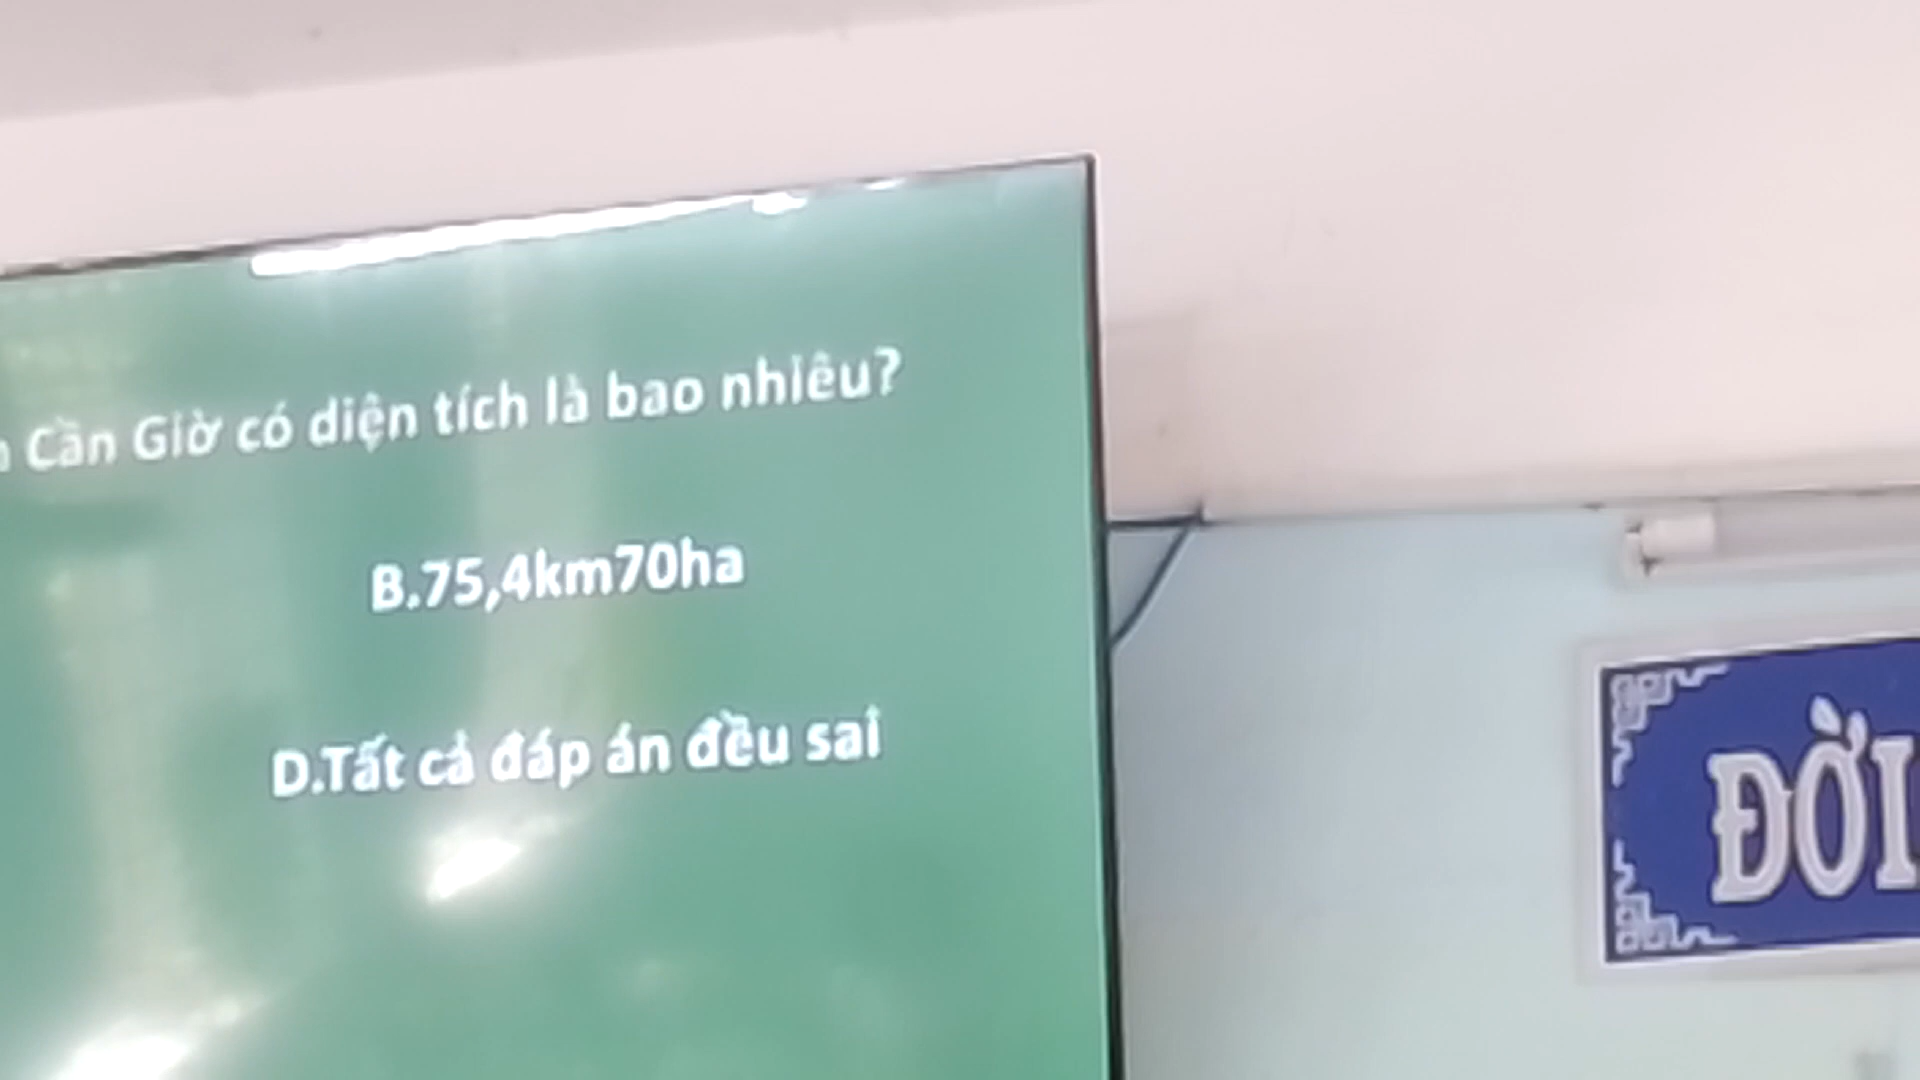 Cần Giờ có diện tích là bao nhiêu?
B.75,4km70ha
D.Tất cả đáp án đều sai
ĐỜI